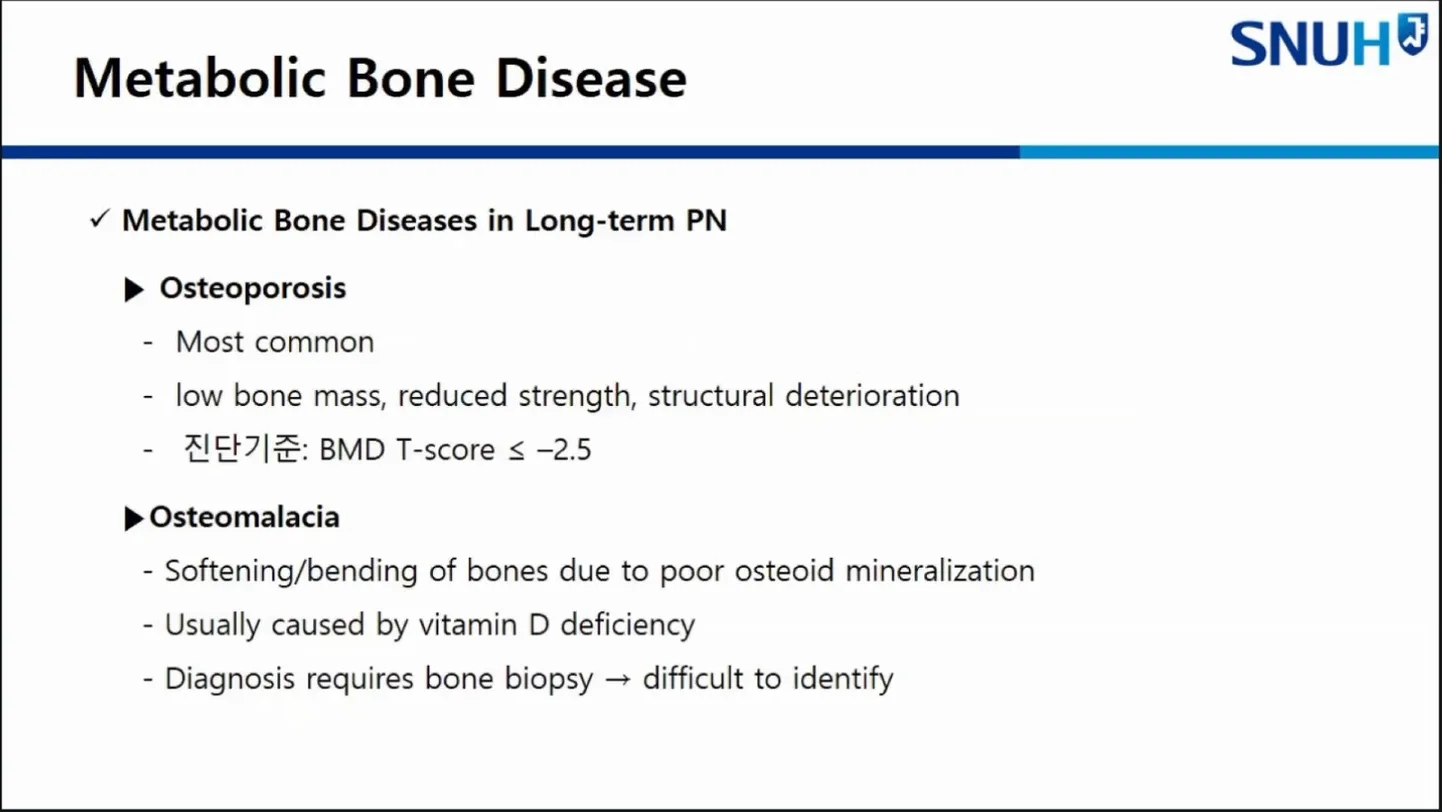 SNUH
Metabolic Bone Disease
✓ Metabolic Bone Diseases in Long-term PN
▶ Osteoporosis
- Most common
- low bone mass, reduced strength, structural deterioration
- 진단기준: BMD T-score ≤ –2.5
▶Osteomalacia
- Softening/bending of bones due to poor osteoid mineralization
- Usually caused by vitamin D deficiency
- Diagnosis requires bone biopsy → difficult to identify